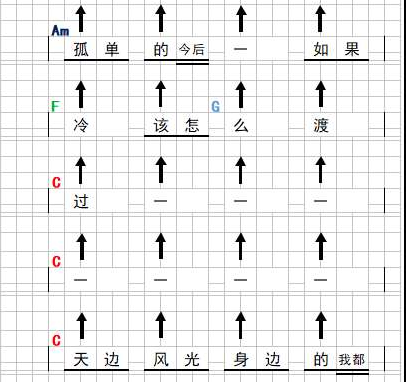 Am
孤 单 的 今后 — 如 果
F G
冷 该 怎 么 渡
C
过 — — —
C
— — — —
C
天 边 风 光 身 边 的 我都